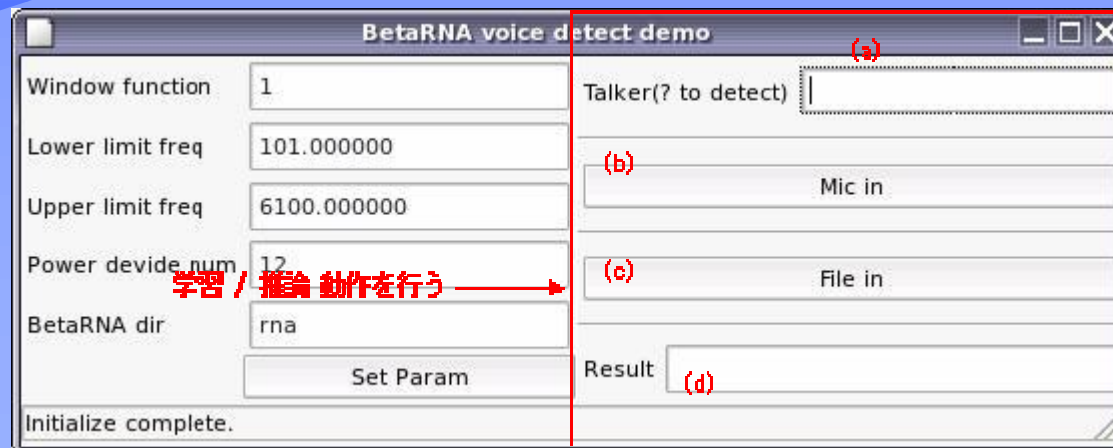 BetaRNA voice detect demo
Window function 1
Lower limit freq 101.000000
Upper limit freq 6100.000000
Power devide num 12
学習 / 推論 動作を行う
BetaRNA dir rna
Set Param
(a)
Talker(? to detect)
(b)
Mic in
(c)
File in
Result
(d)
Initialize complete.